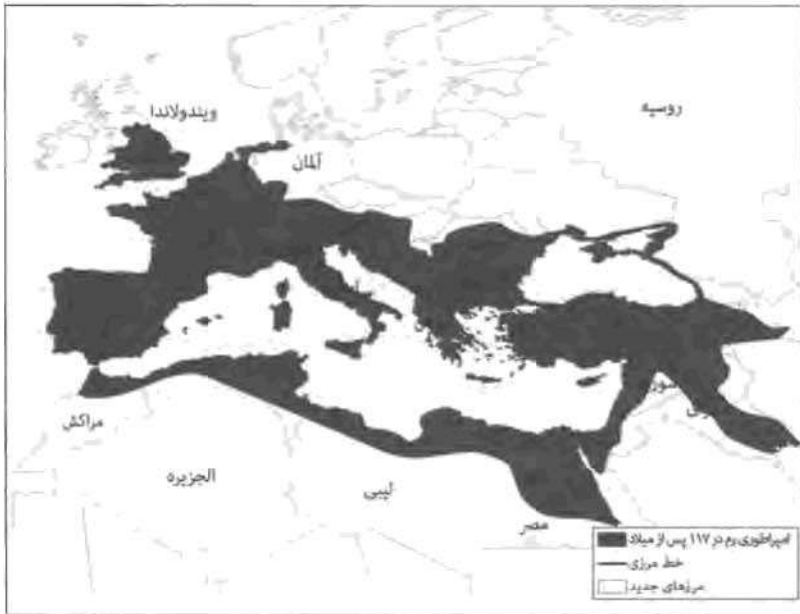 ویندولاندا
روسیه
آلمان
مراکش
الجزیره
لیبی
مصر
امپراطوری رم در ۱۱۷ پس از میلاد
خط مرزی
مرزهای جدید